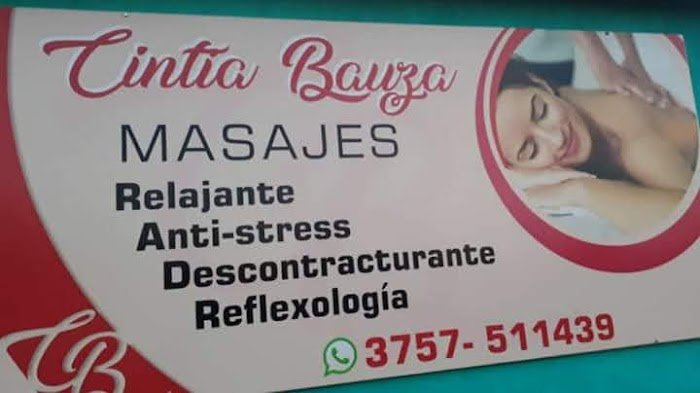 Cintia Bauza
MASAJES
Relajante
Anti-stress
Descontracturante
Reflexología
3757- 511439
CB